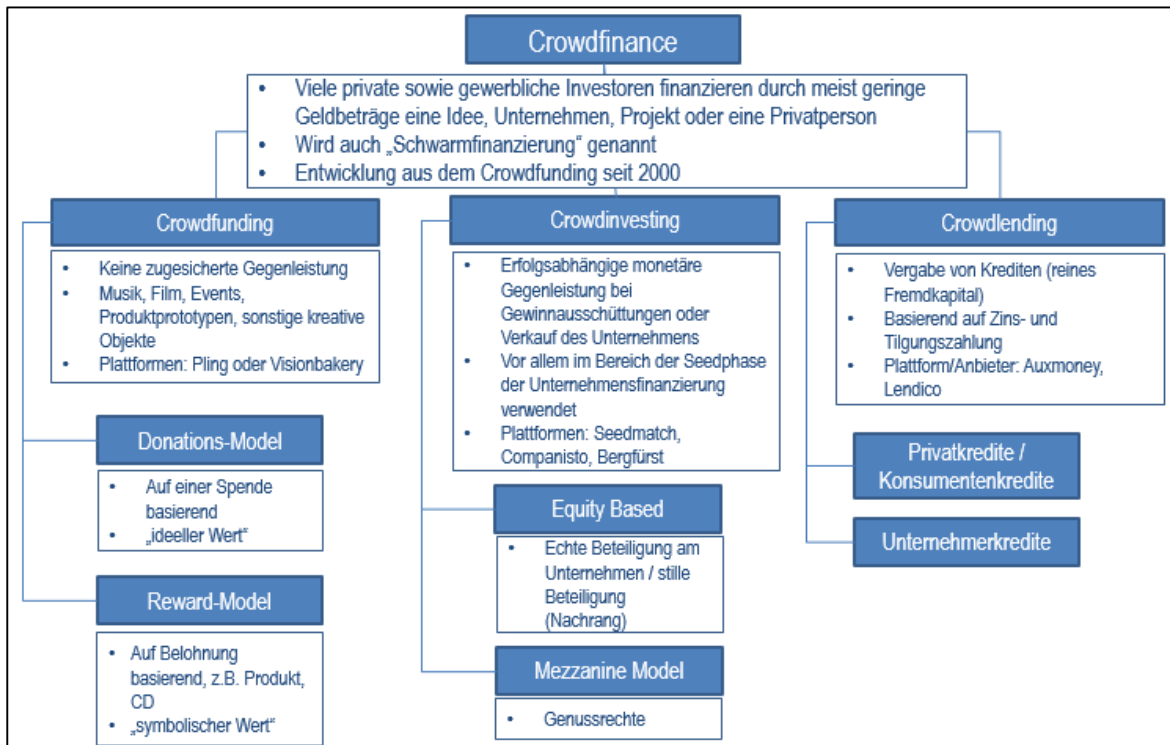 Crowdfinance
• Viele private sowie gewerbliche Investoren finanzieren durch meist geringe
Geldbeträge eine Idee, Unternehmen, Projekt oder eine Privatperson
• Wird auch „Schwarmfinanzierung“ genannt
• Entwicklung aus dem Crowdfunding seit 2000
Crowdfunding
• Keine zugesicherte Gegenleistung
• Musik, Film, Events,
Produktprototypen, sonstige kreative
Objekte
• Plattformen: Pling oder Visionbakery
Donations-Model
• Auf einer Spende
basierend
• „ideeller Wert“
Reward-Model
• Auf Belohnung
basierend, z.B. Produkt,
CD
• „symbolischer Wert“
Crowdinvesting
• Erfolgsabhängige monetäre
Gegenleistung bei
Gewinnausschüttungen oder
Verkauf des Unternehmens
• Vor allem im Bereich der Seedphase
der Unternehmensfinanzierung
verwendet
• Plattformen: Seedmatch,
Companisto, Bergfürst
Equity Based
• Echte Beteiligung am
Unternehmen / stille
Beteiligung
(Nachrang)
Mezzanine Model
• Genussrechte
Crowdlending
• Vergabe von Krediten (reines
Fremdkapital)
• Basierend auf Zins- und
Tilgungszahlung
• Plattform/Anbieter: Auxmoney,
Lendico
Privatkredite /
Konsumentenkredite
Unternehmerkredite